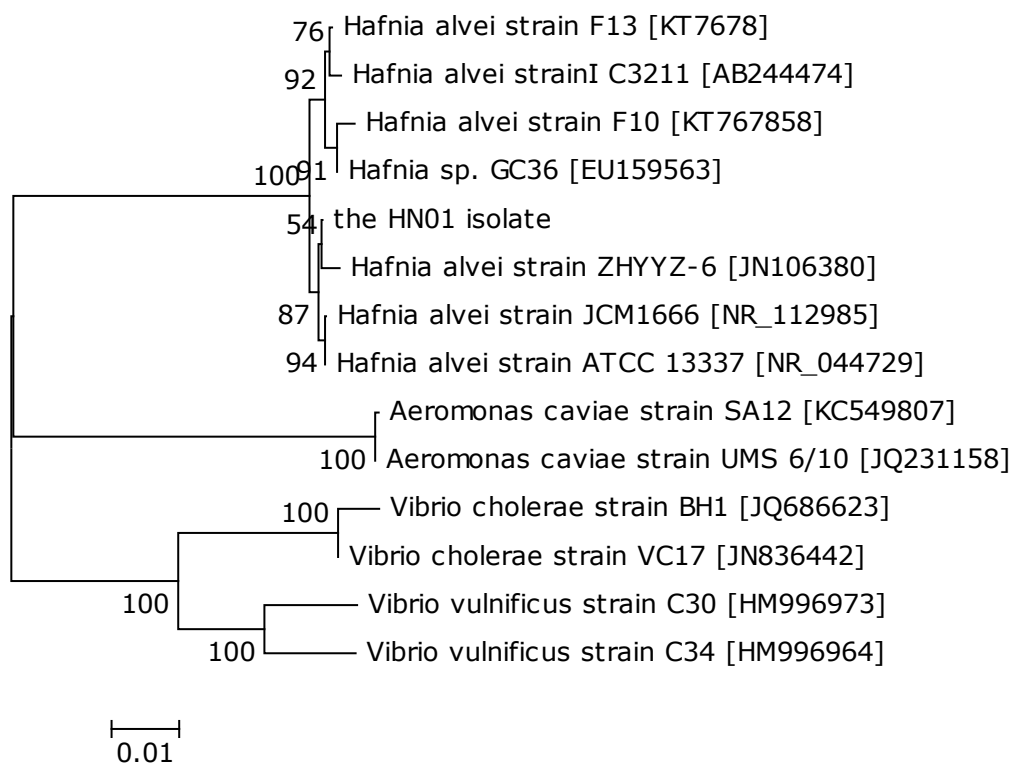 76 Hafnia alvei strain F13 [KT7678]
Hafnia alvei strainI C3211 [AB244474]
92
Hafnia alvei strain F10 [KT767858]
100 91 Hafnia sp. GC36 [EU159563]
54 the HN01 isolate
Hafnia alvei strain ZHYYZ-6 [JN106380]
87 Hafnia alvei strain JCM1666 [NR_112985]
94 Hafnia alvei strain ATCC 13337 [NR_044729]
Aeromonas caviae strain SA12 [KC549807]
100 Aeromonas caviae strain UMS 6/10 [JQ231158]
100 Vibrio cholerae strain BH1 [JQ686623]
Vibrio cholerae strain VC17 [JN836442]
100 Vibrio vulnificus strain C30 [HM996973]
100 Vibrio vulnificus strain C34 [HM996964]
0.01